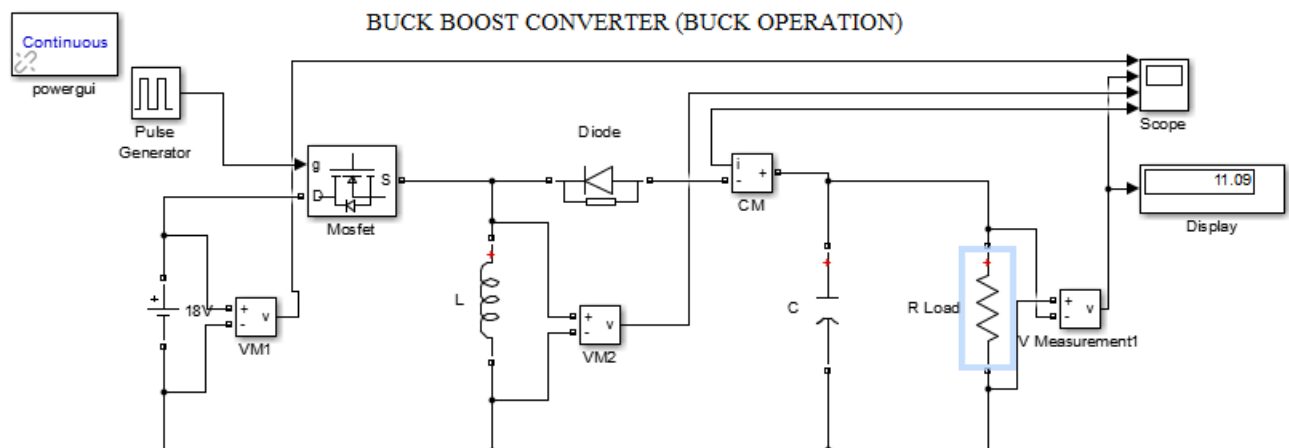 BUCK BOOST CONVERTER (BUCK OPERATION)
Continuous
powergui
Pulse
Generator
g
D
S
Mosfet
Diode
i
-
+
CM
Scope
11.09
Display
+
18V
+
-
v
VM1
+
L
+
-
v
VM2
+
C
+
R Load
+
-
v
V Measurement1